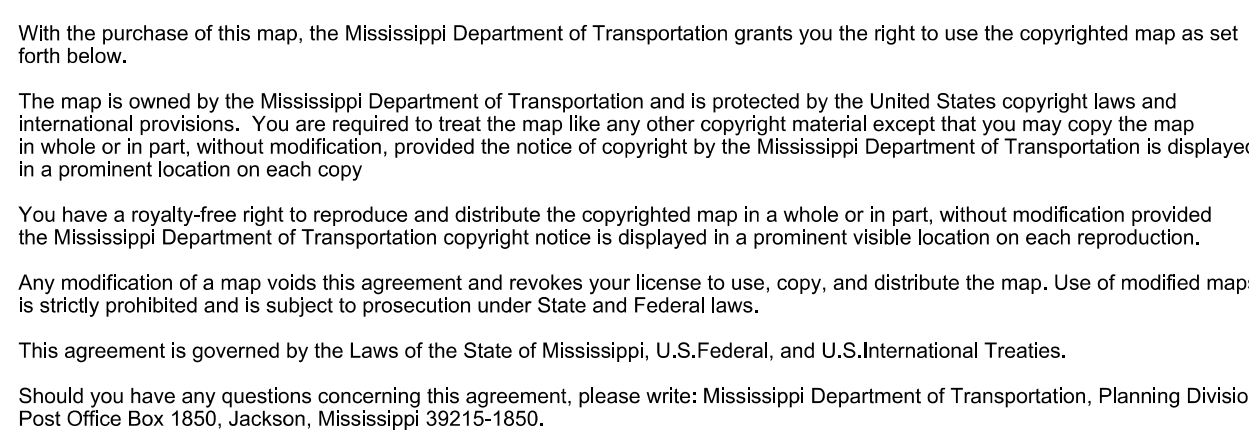 With the purchase of this map, the Mississippi Department of Transportation grants you the right to use the copyrighted map as set
forth below.
The map is owned by the Mississippi Department of Transportation and is protected by the United States copyright laws and
international provisions.  You are required to treat the map like any other copyright material except that you may copy the map
in whole or in part, without modification, provided the notice of copyright by the Mississippi Department of Transportation is displayed
in a prominent location on each copy
You have a royalty-free right to reproduce and distribute the copyrighted map in a whole or in part, without modification provided
the Mississippi Department of Transportation copyright notice is displayed in a prominent visible location on each reproduction.
Any modification of a map voids this agreement and revokes your license to use, copy, and distribute the map. Use of modified maps
is strictly prohibited and is subject to prosecution under State and Federal laws.
This agreement is governed by the Laws of the State of Mississippi, U.S.Federal, and U.S.International Treaties.
Should you have any questions concerning this agreement, please write: Mississippi Department of Transportation, Planning Divisio
Post Office Box 1850, Jackson, Mississippi 39215-1850.